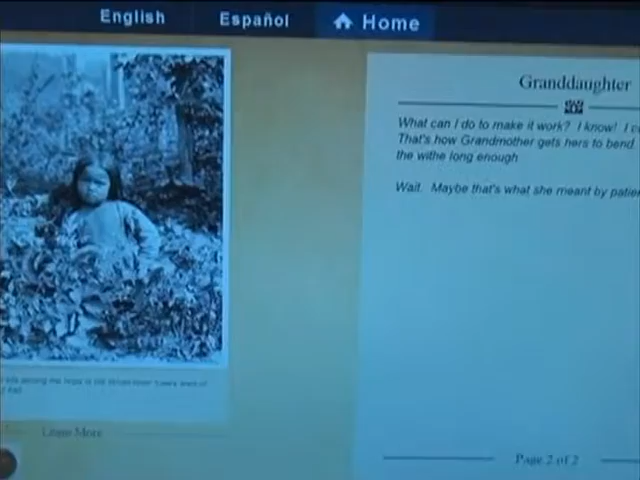 English Español Home
Granddaughter
What can I do to make it work? I know! I
That's how Grandmother gets hers to bend.
the withe long enough
Wait. Maybe that's what she meant by
Learn More
Page 2 of 2